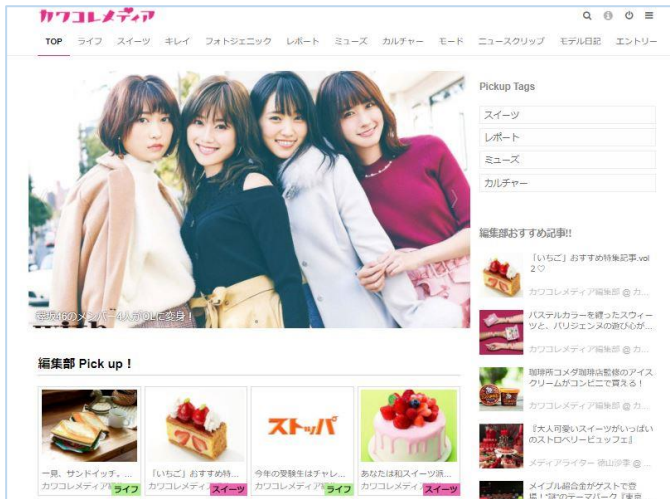 カワコレメディア
TOP ライフ スイーツ キレイ フォトジェニック レポート ミューズ カルチャー モード ニュースクリップ モデル日記 エントリー
46のメンバー4人がOLに変身！
Pickup Tags
スイーツ
レポート
ミューズ
カルチャー
編集部おすすめ記事!!
「いちご」おすすめ特集記事.vol
2♡
カワコレメディア編集部 @ カ...
パステルカラーを纏ったスウィー
ツと、パリジェンヌの遊び心が...
カワコレメディア編集部 @ カ...
珈琲所コメダ珈琲店監修のアイス
クリームがコンビニで買える！
カワコレメディア編集部 @ カ...
『大人可愛いスイーツがいっぱい
のストロベリービュッフェ』
メディアライター 徳山沙季 @ ...
メイプル超合金がゲストで登
編集部 Pick up！
ストッパ
一見、サンドイッチ。...
カワコレメディア
ライフ
「いちご」おすすめ特...
カワコレメディ
スイーツ
今年の受験生はチャレ...
カワコレメディア
ライフ
あなたは和スイーツ派...
カワコレメディ
スイーツ